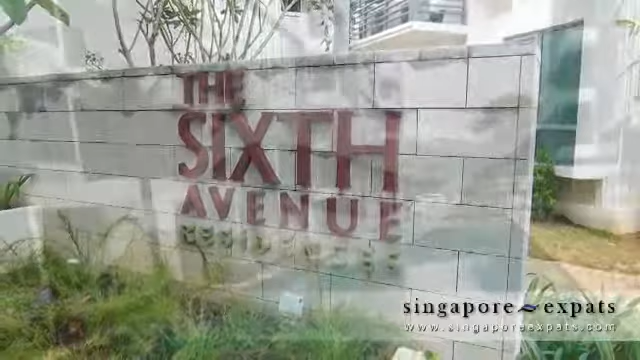 THE
SIXTH
AVENUE
RESIDENCES
singapore expats
www.singaporeexpats.com